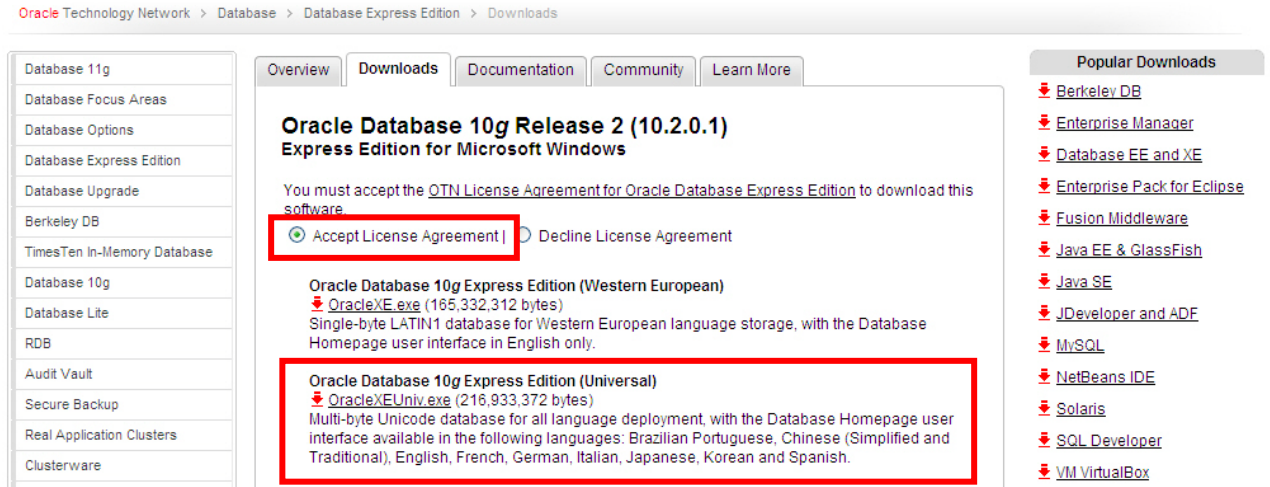 Oracle Technology Network > Database > Database Express Edition > Downloads
Database 11g
Database Focus Areas
Database Options
Database Express Edition
Database Upgrade
Berkeley DB
TimesTen In-Memory Database
Database 10g
Database Lite
RDB
Audit Vault
Secure Backup
Real Application Clusters
Clusterware
Overview
Downloads
Documentation
Community
Learn More
Oracle Database 10g Release 2 (10.2.0.1)
Express Edition for Microsoft Windows
You must accept the OTN License Agreement for Oracle Database Express Edition to download this
software.
Accept License Agreement | Decline License Agreement
Oracle Database 10g Express Edition (Western European)
OracleXE.exe (165,332,312 bytes)
Single-byte LATIN1 database for Western European language storage, with the Database
Homepage user interface in English only.
Oracle Database 10g Express Edition (Universal)
OracleXEUniv.exe (216,933,372 bytes)
Multi-byte Unicode database for all language deployment, with the Database Homepage user
interface available in the following languages: Brazilian Portuguese, Chinese (Simplified and
Traditional), English, French, German, Italian, Japanese, Korean and Spanish.
Popular Downloads
Berkeley DB
Enterprise Manager
Database EE and XE
Enterprise Pack for Eclipse
Fusion Middleware
Java EE & GlassFish
Java SE
JDeveloper and ADF
MySQL
NetBeans IDE
Solaris
SQL Developer
VM VirtualBox